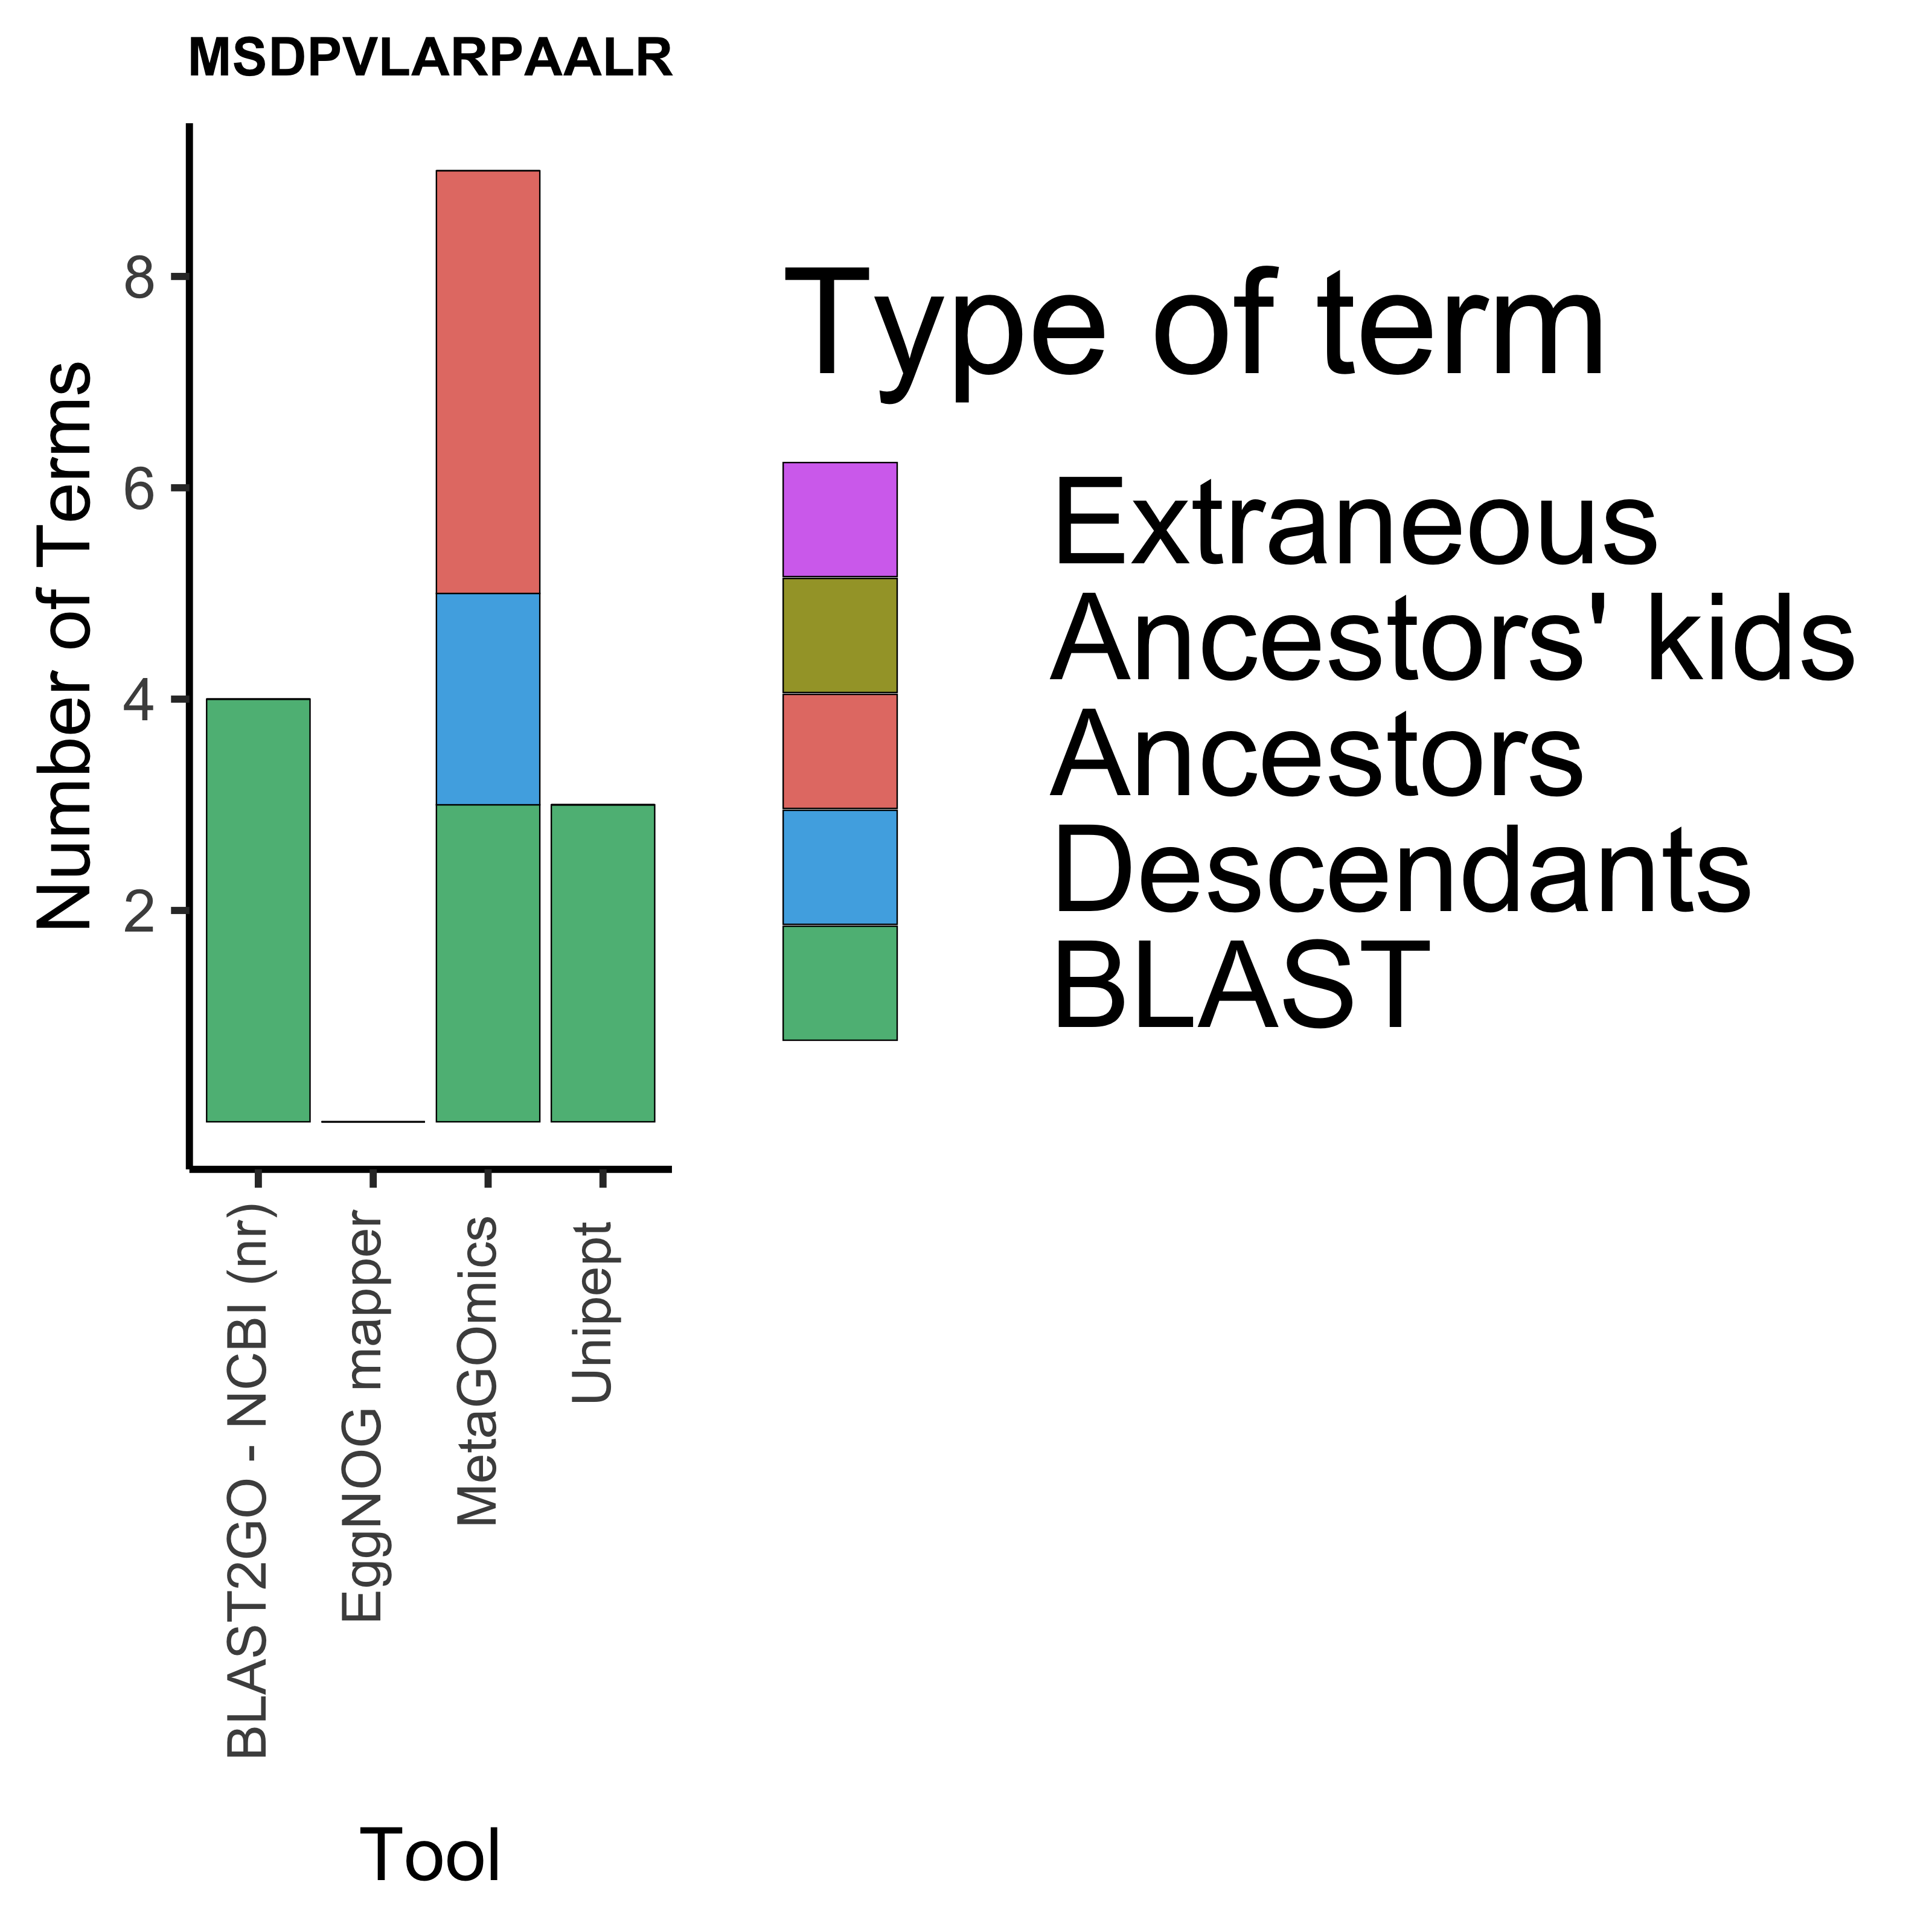 MSDPVLARPAALR
Number of Terms
8
6
4
2
Type of term
Extraneous
Ancestors' kids
Ancestors
Descendants
BLAST
BLAST2GO - NCBI (nr)
EggNOG mapper
MetaGOmics
Unipept
Tool